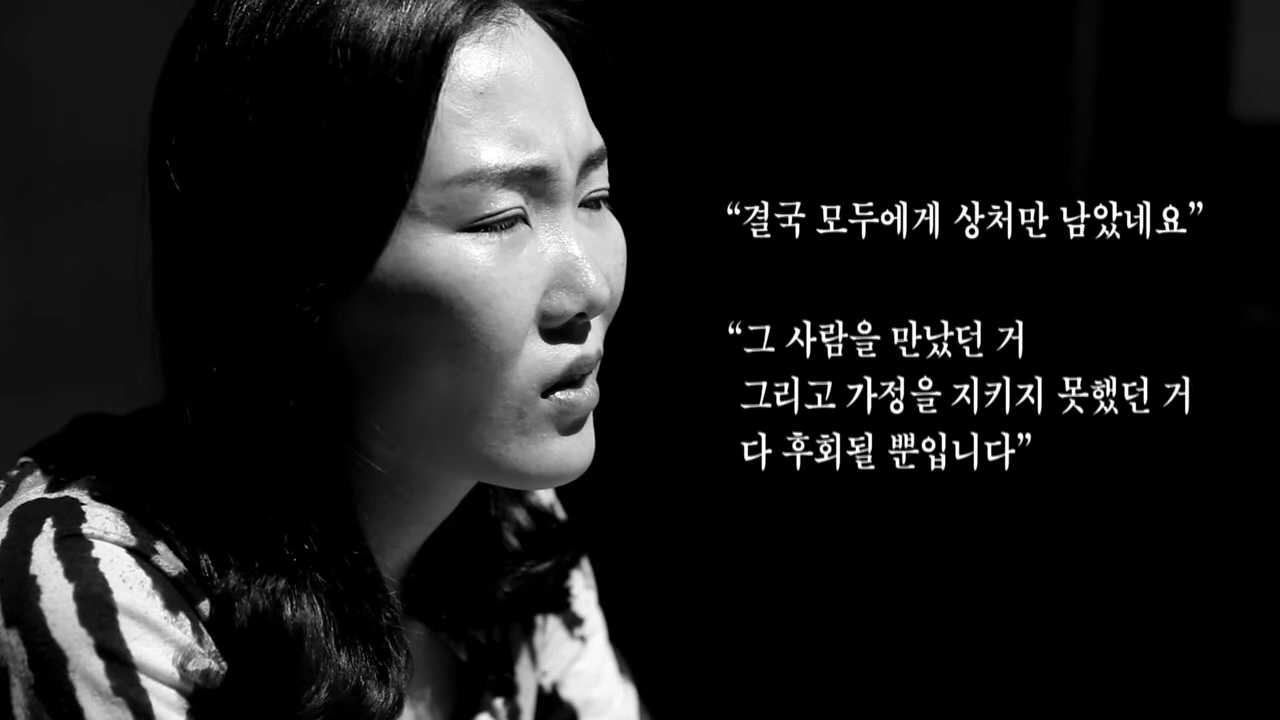 “결국 모두에게 상처만 남았네요”
“그 사람을 만났던 거
그리고 가정을 지키지 못했던 거
다 후회될 뿐입니다”